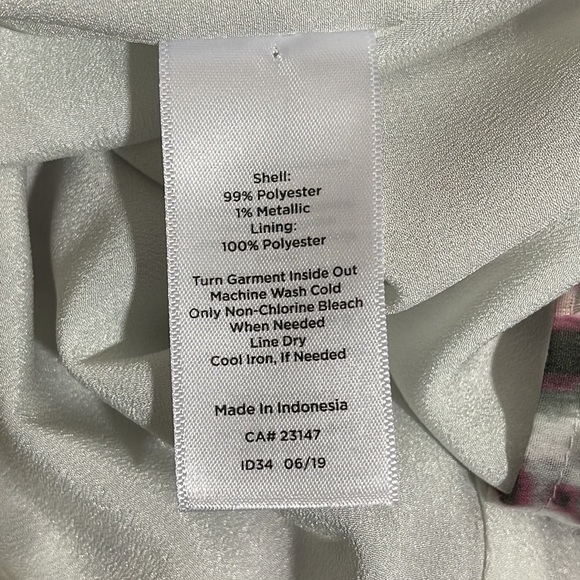 Shell:
99% Polyester
1% Metallic
Lining:
100% Polyester
Turn Garment Inside Out
Machine Wash Cold
Only Non-Chlorine Bleach
When Needed
Line Dry
Cool Iron, If Needed
Made In Indonesia
CA# 23147
ID34 06/19